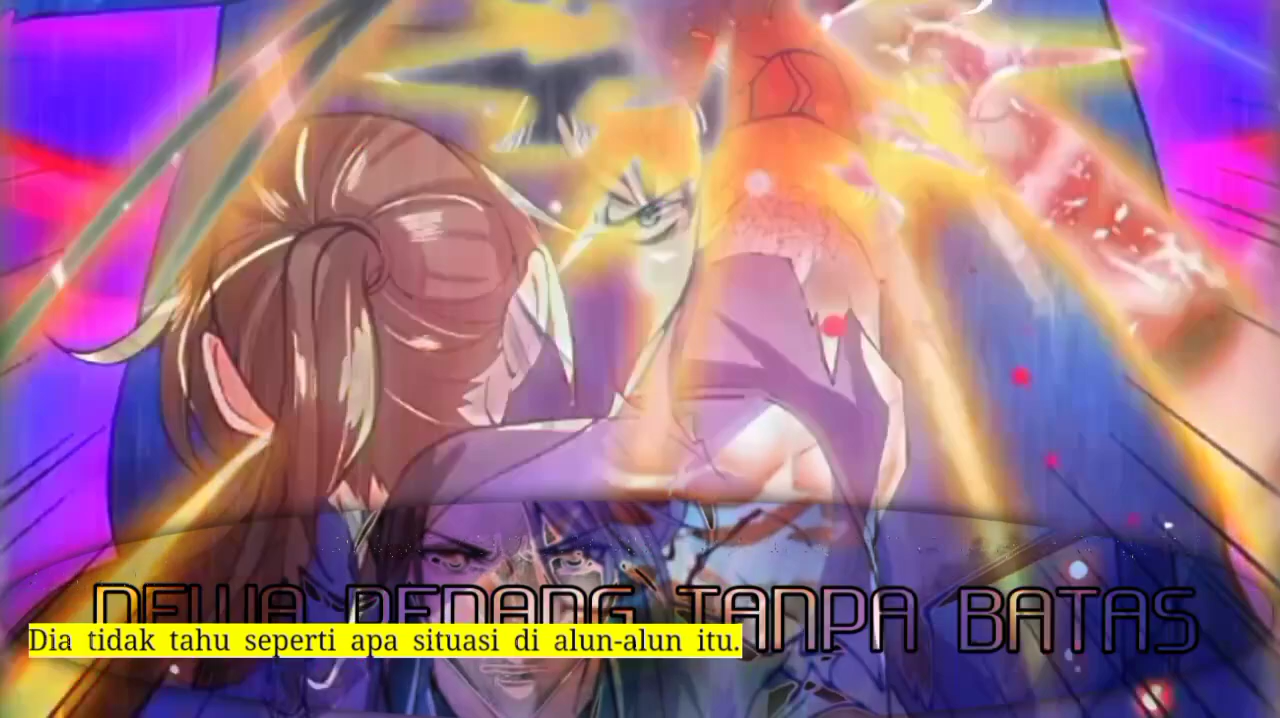 DEWA PEDANG TANPA BATAS
Dia tidak tahu seperti apa situasi di alun-alun itu.